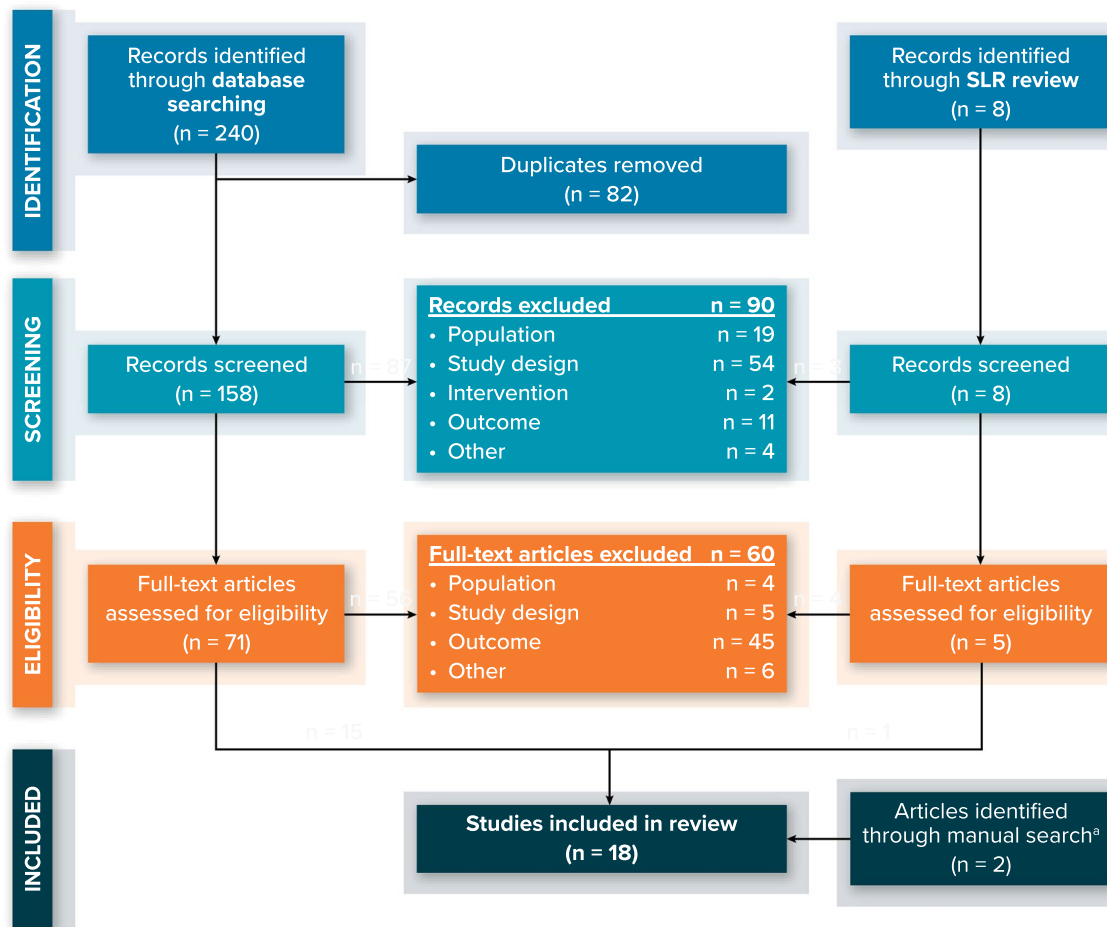 IDENTIFICATION
Records identified
through database
searching
(n = 240)
Records identified
through SLR review
(n = 8)
Duplicates removed
(n = 82)
SCREENING
Records screened
(n = 158)
n = 87
Records excluded n = 90
• Population n = 19
• Study design n = 54
• Intervention n = 2
• Outcome n = 11
• Other n = 4
n = 3
Records screened
(n = 8)
ELIGIBILITY
Full-text articles
assessed for eligibility
(n = 71)
n = 56
Full-text articles excluded n = 60
• Population n = 4
• Study design n = 5
• Outcome n = 45
• Other n = 6
n = 4
Full-text articles
assessed for eligibility
(n = 5)
n = 15
n = 1
INCLUDED
Studies included in review
(n = 18)
Articles identified
through manual searchᵃ
(n = 2)